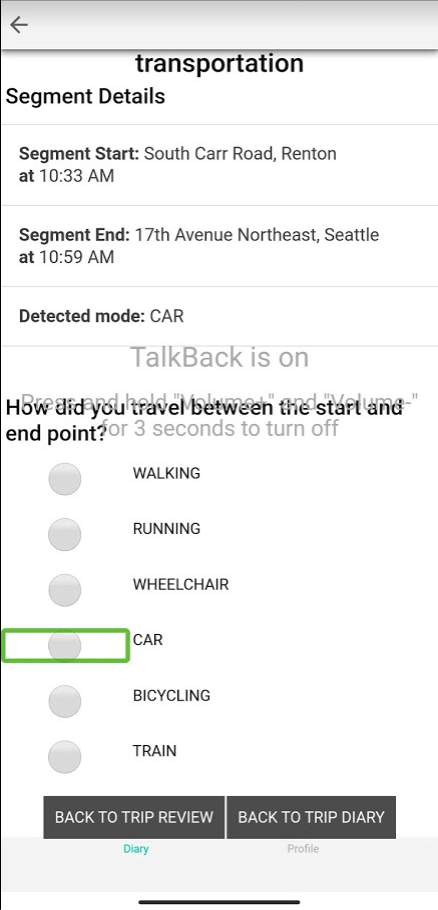 transportation
Segment Details
Segment Start: South Carr Road, Renton
at 10:33 AM
Segment End: 17th Avenue Northeast, Seattle
at 10:59 AM
Detected mode: CAR
TalkBack is on
Press and hold "Volume+" and "Volume-"
for 3 seconds to turn off
How did you travel between the start and
end point?
WALKING
RUNNING
WHEELCHAIR
CAR
BICYCLING
TRAIN
BACK TO TRIP REVIEW
BACK TO TRIP DIARY
Diary
Profile